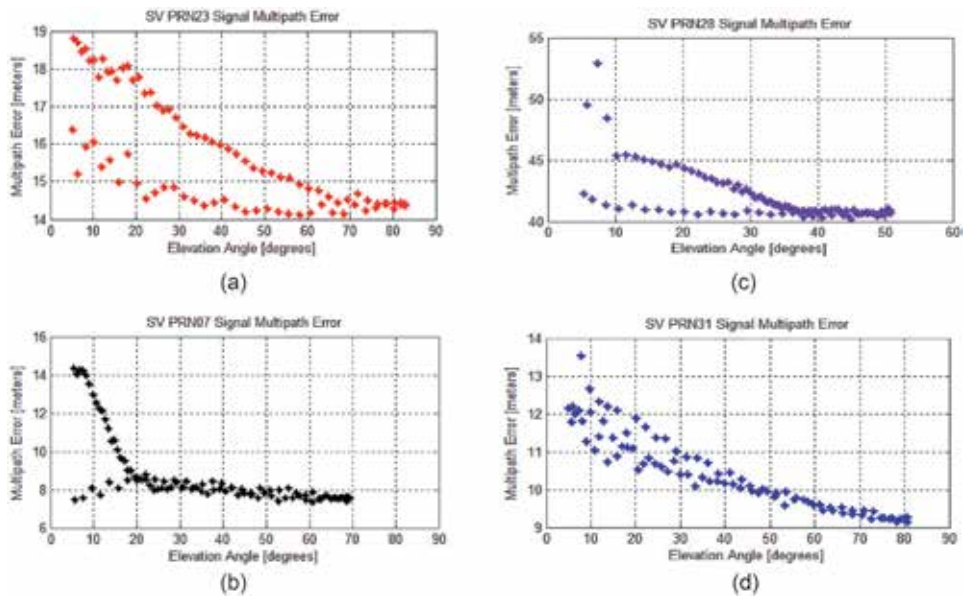 SV PRN23 Signal Multipath Error
19
18
17
16
15
14
Multipath Error [meters]
0 10 20 30 40 50 60 70 80 90
Elevation Angle [degrees]
(a)
SV PRN28 Signal Multipath Error
55
50
45
40
Multipath Error [meters]
0 10 20 30 40 50 60
Elevation Angle [degrees]
(c)
SV PRN07 Signal Multipath Error
16
14
12
10
8
6
Multipath Error [meters]
0 10 20 30 40 50 60 70 80 90
Elevation Angle [degrees]
(b)
SV PRN31 Signal Multipath Error
14
13
12
11
10
9
Multipath Error [meters]
0 10 20 30 40 50 60 70 80 90
Elevation Angle [degrees]
(d)